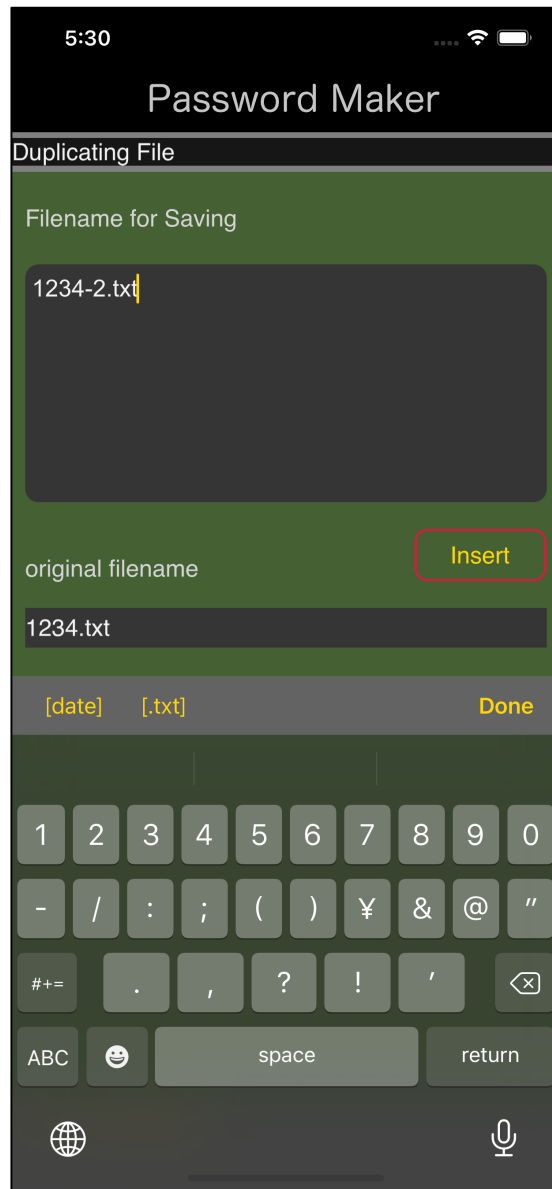 5:30
Password Maker
Duplicating File
Filename for Saving
1234-2.txt
Insert
original filename
1234.txt
[date] [.txt] Done
1 2 3 4 5 6 7 8 9 0
- / : ; ( ) ¥ & @ "
#+= . , ? ! ’
ABC space return